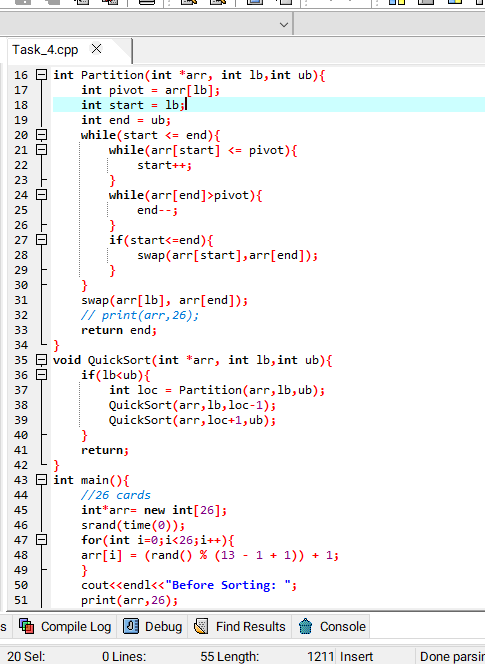 Task_4.cpp
16 int Partition(int *arr, int lb,int ub){
17 int pivot = arr[lb];
18 int start = lb;
19 int end = ub;
20 while(start <= end){
21 while(arr[start] <= pivot){
22 start++;
23 }
24 while(arr[end]>pivot){
25 end--;
26 }
27 if(start<=end){
28 swap(arr[start],arr[end]);
29 }
30 }
31 swap(arr[lb], arr[end]);
32 // print(arr,26);
33 return end;
34 }
35 void QuickSort(int *arr, int lb,int ub){
36 if(lb<ub){
37 int loc = Partition(arr,lb,ub);
38 QuickSort(arr,lb,loc-1);
39 QuickSort(arr,loc+1,ub);
40 }
41 return;
42 }
43 int main(){
44 //26 cards
45 int*arr= new int[26];
46 srand(time(0));
47 for(int i=0;i<26;i++){
48 arr[i] = (rand() % (13 - 1 + 1)) + 1;
49 }
50 cout<<endl<<"Before Sorting: ";
51 print(arr,26);
s Compile Log Debug Find Results Console
20 Sel: 0 Lines: 55 Length: 1211 Insert Done parsin